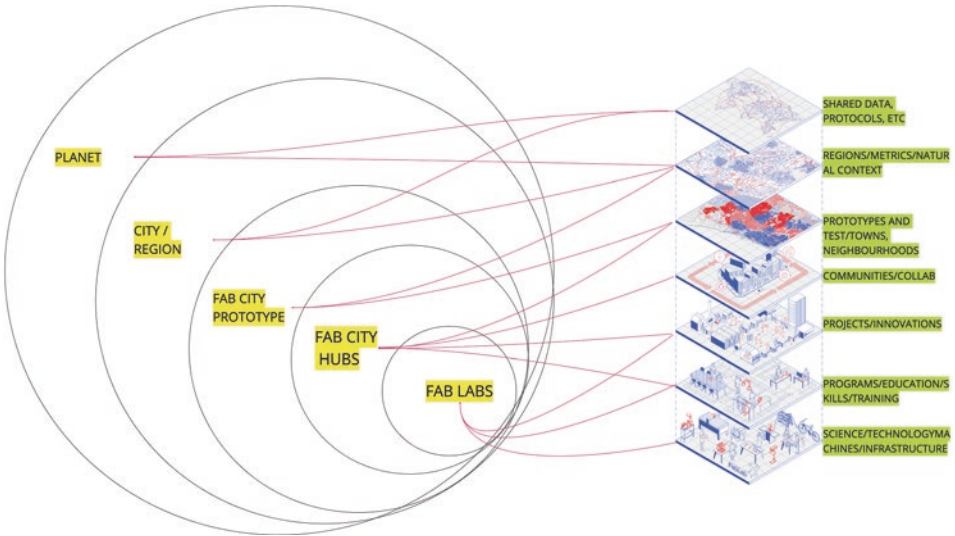 PLANET
CITY /
REGION
FAB CITY
PROTOTYPE
FAB CITY
HUBS
FAB LABS
SHARED DATA,
PROTOCOLS, ETC
REGIONS/METRICS/NATUR
AL CONTEXT
PROTOTYPES AND
TEST/TOWNS,
NEIGHBOURHOODS
COMMUNITIES/COLLAB
PROJECTS/INNOVATIONS
PROGRAMS/EDUCATION/S
KILLS/TRAINING
SCIENCE/TECHNOLOGYMA
CHINES/INFRASTRUCTURE